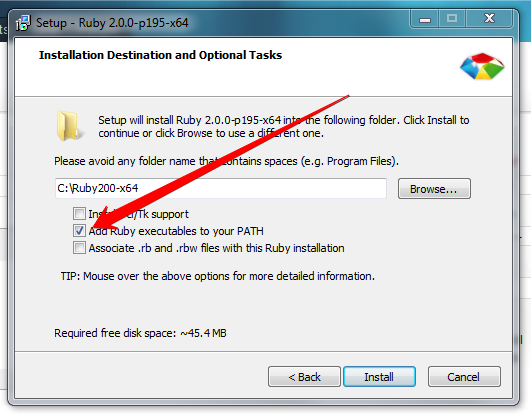 Setup - Ruby 2.0.0-p195-x64
Installation Destination and Optional Tasks
Setup will install Ruby 2.0.0-p195-x64 into the following folder. Click Install to
continue or click Browse to use a different one.
Please avoid any folder name that contains spaces (e.g. Program Files).
C:\Ruby200-x64
Browse...
/Tk support
Add Ruby executables to your PATH
Associate .rb and .rbw files with this Ruby installation
TIP: Mouse over the above options for more detailed information.
Required free disk space: ~45.4 MB
< Back
Install
Cancel